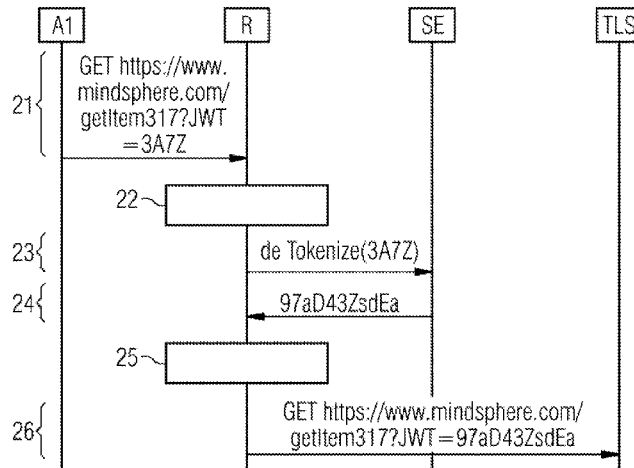 A1
R
SE
TLS
21
GET https://www.
mindsphere.com/
getItem317?JWT
=3A7Z
22
23
de Tokenize(3A7Z)
24
97aD43ZsdEa
25
26
GET https://www.mindsphere.com/
getItem317?JWT=97aD43ZsdEa